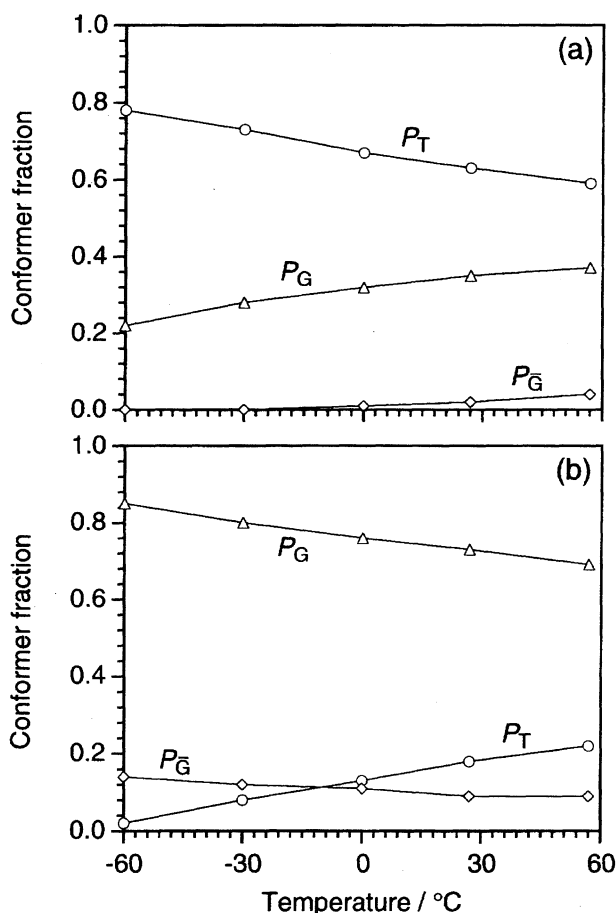 1.0
(a)
0.8
P_T
0.6
Conformer fraction
0.4
P_G
0.2
P_Ḡ
0.0
1.0
(b)
0.8
P_G
0.6
Conformer fraction
0.4
0.2
P_Ḡ
P_T
0.0
-60 -30 0 30 60
Temperature / °C